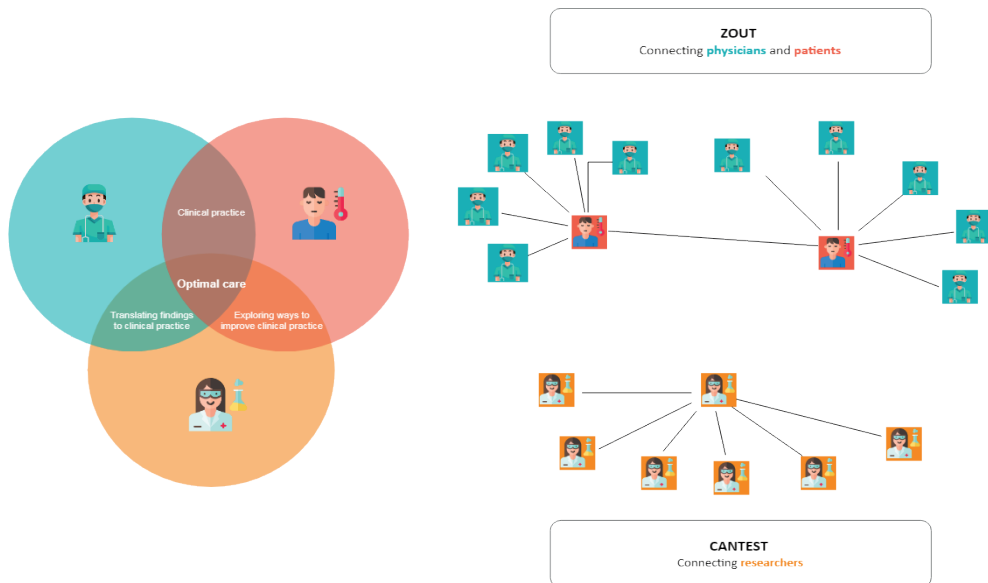 ZOUT
Connecting physicians and patients
Clinical practice
Optimal care
Translating findings
to clinical practice
Exploring ways to
improve clinical practice
CANTEST
Connecting researchers